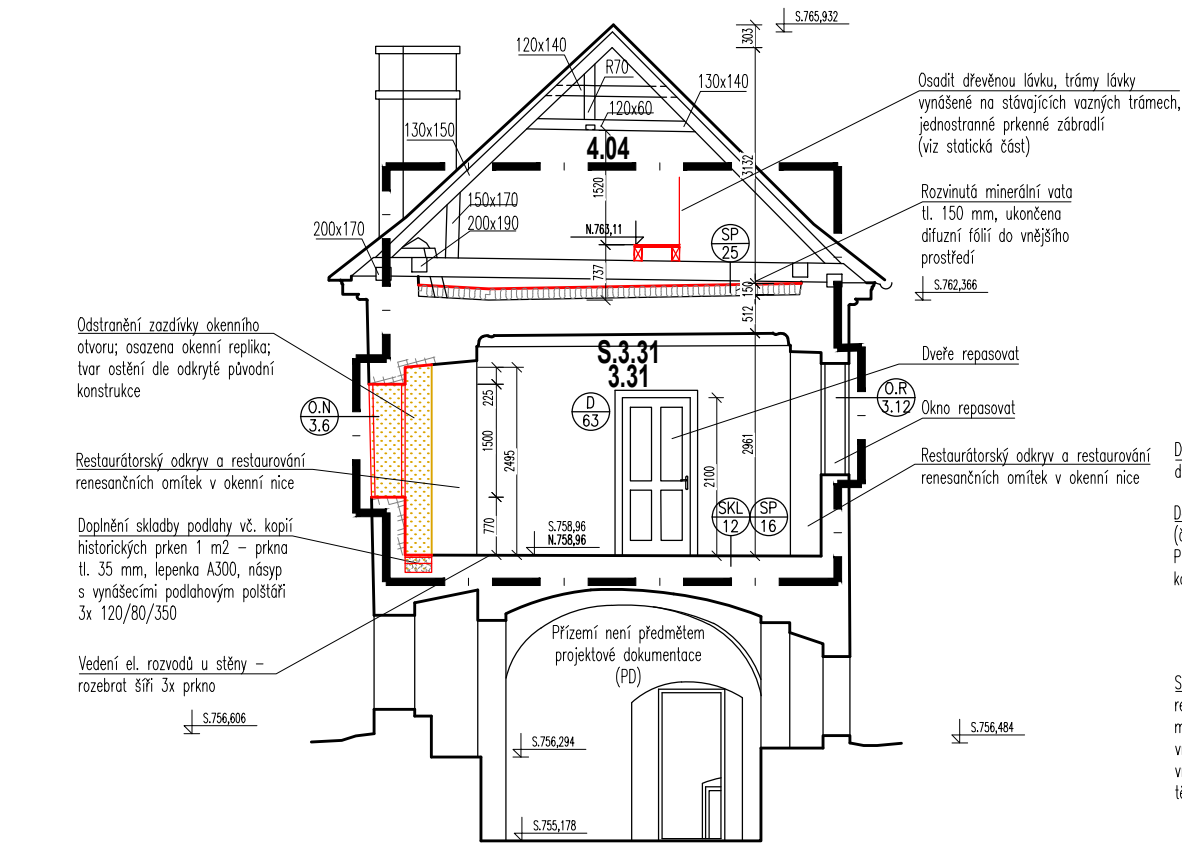 S.765,932
303
120x140
R70
130x140
120x60
130x150
4.04
3132
1520
150x170
200x190
200x170
N.763,11
SP
25
737
150
512
S.762,366
Osadit dřevěnou lávku, trámy lávky
vynášené na stávajících vazných trámech,
jednostranné prkenné zábradlí
(viz statická část)
Rozvinutá minerální vata
tl. 150 mm, ukončena
difuzní fólií do vnějšího
prostředí
Odstranění zazdívky okenního
otvoru; osazena okenní replika;
tvar ostění dle odkryté původní
konstrukce
O.N
3.6
S.3.31
3.31
D
63
225
1500
2495
770
2100
2961
Dveře repasovat
O.R
3.12
Okno repasovat
Restaurátorský odkryv a restaurování
renesančních omítek v okenní nice
Restaurátorský odkryv a restaurování
renesančních omítek v okenní nice
SKL
12
SP
16
S.758,96
N.758,96
Doplnění skladby podlahy vč. kopií
historických prken 1 m2 – prkna
tl. 35 mm, lepenka A300, násyp
s vynášecími podlahovým polštáři
3x 120/80/350
Vedení el. rozvodů u stěny –
rozebrat šíři 3x prkno
Přízemí není předmětem
projektové dokumentace
(PD)
S.756,606
S.756,294
S.756,484
S.755,178
D
d
D
P
S